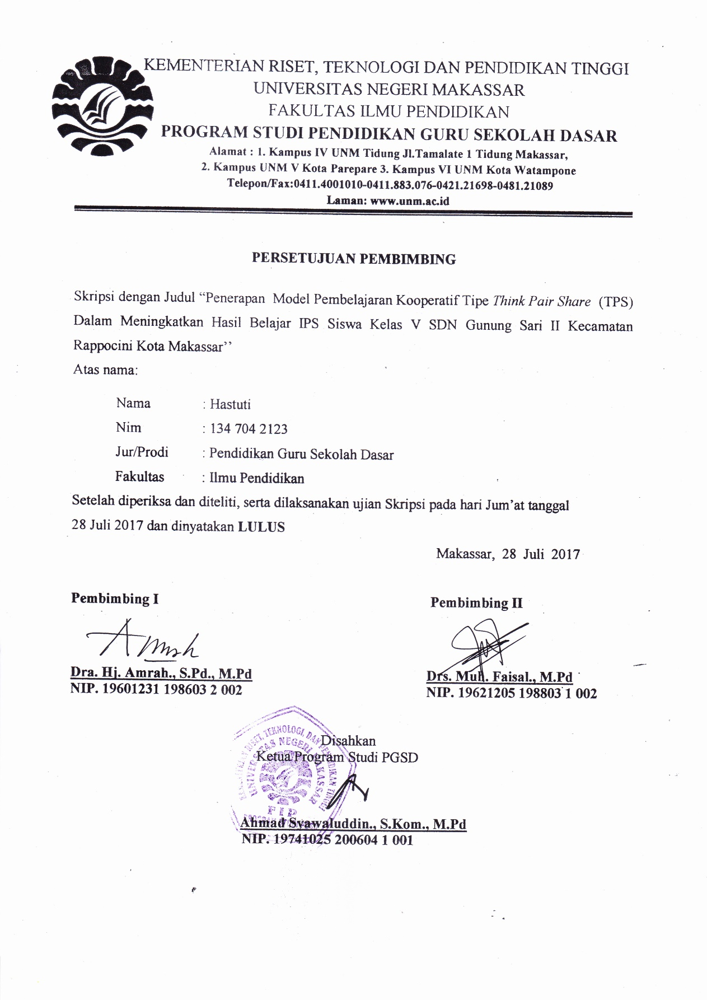 KEMENTERIAN RISET, TEKNOLOGI DAN PENDIDIKAN TINGGI
UNIVERSITAS NEGERI MAKASSAR
FAKULTAS ILMU PENDIDIKAN
PROGRAM STUDI PENDIDIKAN GURU SEKOLAH DASAR
Alamat : 1. Kampus IV UNM Tidung Jl.Tamalate 1 Tidung Makassar,
2. Kampus UNM V Kota Parepare 3. Kampus VI UNM Kota Watampone
Telepon/Fax:0411.4001010-0411.883.076-0421.21698-0481.21089
Laman: www.unm.ac.id
PERSETUJUAN PEMBIMBING
Skripsi dengan Judul “Penerapan Model Pembelajaran Kooperatif Tipe Think Pair Share (TPS)
Dalam Meningkatkan Hasil Belajar IPS Siswa Kelas V SDN Gunung Sari II Kecamatan
Rappocini Kota Makassar’’
Atas nama:
Nama : Hastuti
Nim : 134 704 2123
Jur/Prodi : Pendidikan Guru Sekolah Dasar
Fakultas : Ilmu Pendidikan
Setelah diperiksa dan diteliti, serta dilaksanakan ujian Skripsi pada hari Jum’at tanggal
28 Juli 2017 dan dinyatakan LULUS
Makassar, 28 Juli 2017
Pembimbing I
Pembimbing II
Dra. Hj. Amrah., S.Pd., M.Pd
NIP. 19601231 198603 2 002
Drs. Muh. Faisal., M.Pd
NIP. 19621205 198803 1 002
Disahkan
Ketua Program Studi PGSD
RISET, TEKNOLOGI, DAN PENDIDIKAN TINGGI
UNIVERSITAS NEGERI MAKASSAR
FIP
Ahmad Syawaluddin., S.Kom., M.Pd
NIP. 19741025 200604 1 001